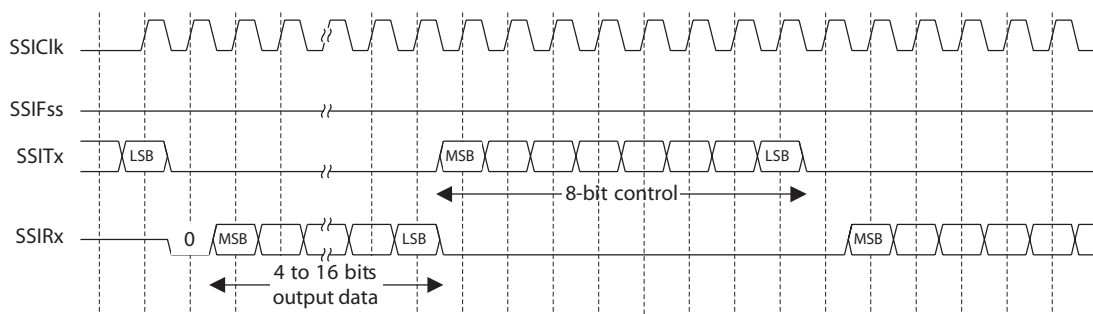 SSIClk
SSIFss
SSITx
LSB
MSB
LSB
8-bit control
SSIRx
0
MSB
LSB
MSB
4 to 16 bits
output data